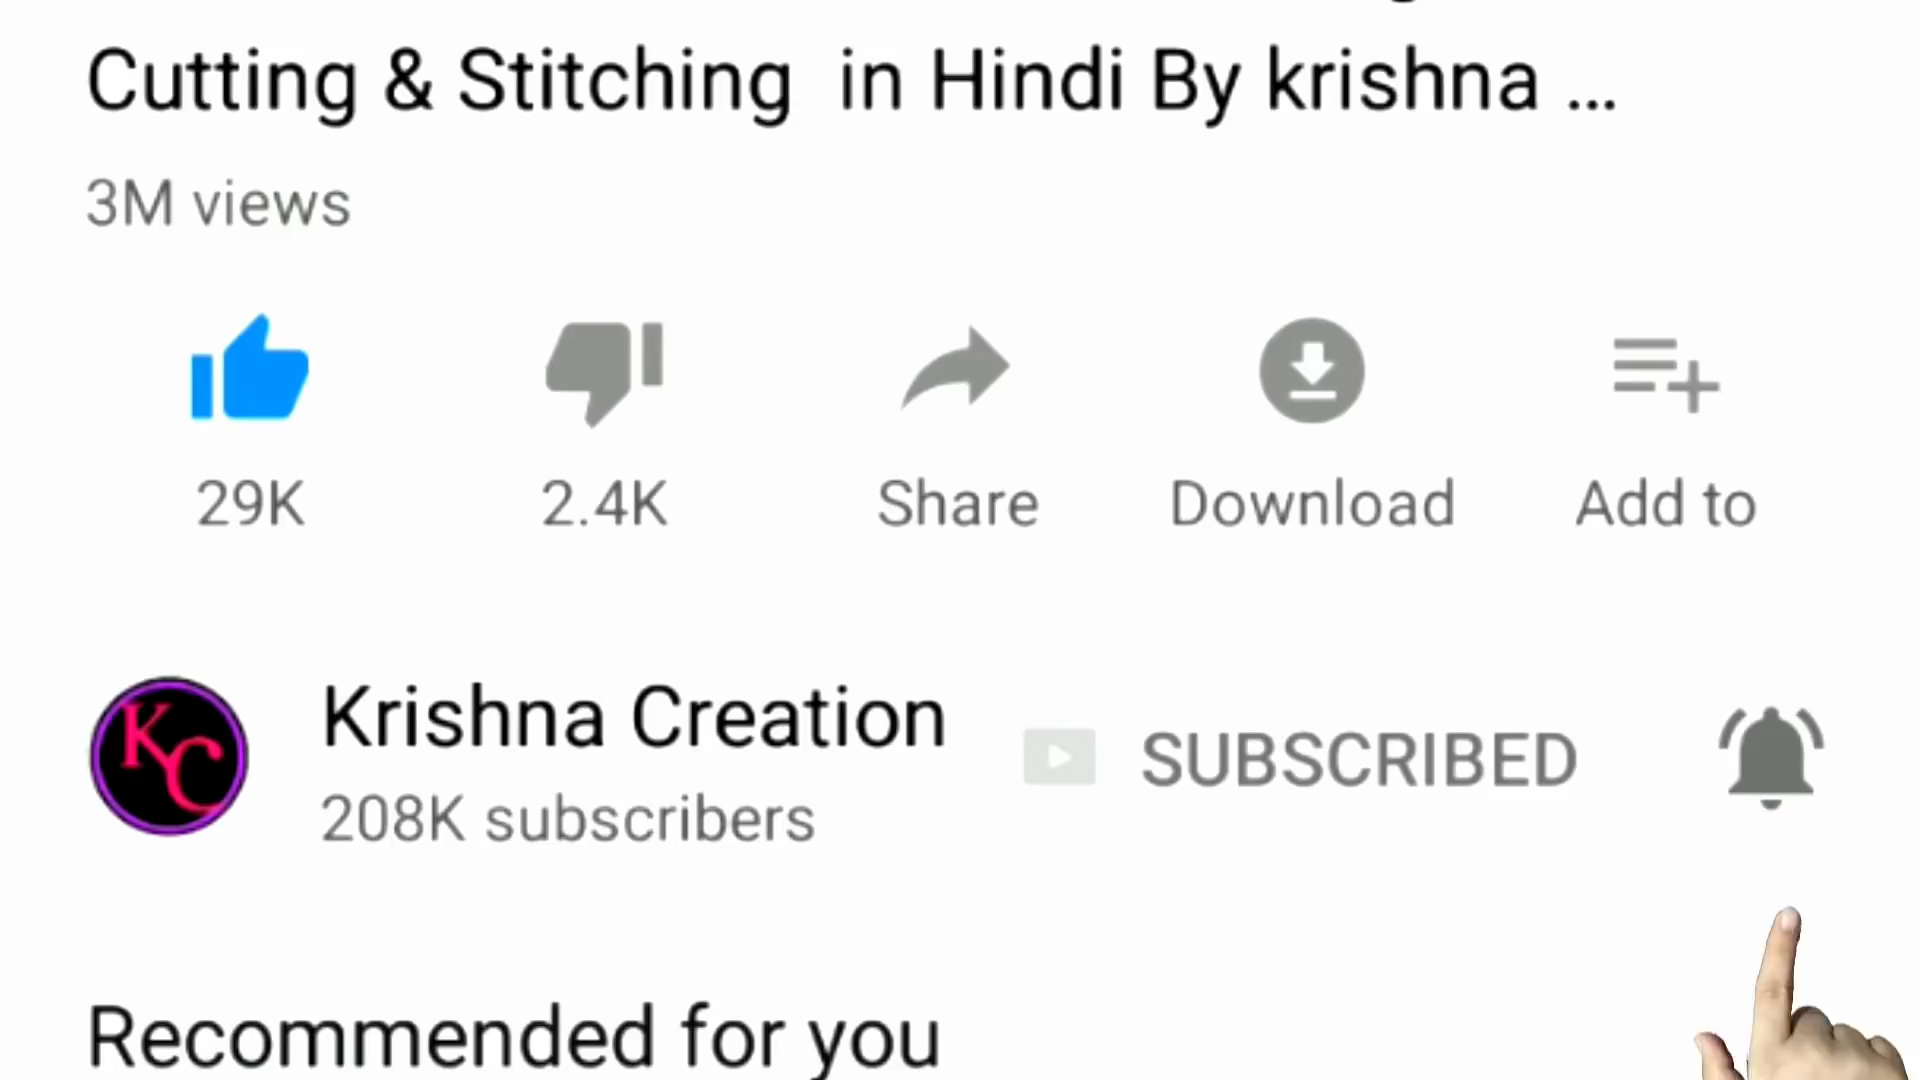 Cutting & Stitching in Hindi By krishna ...
3M views
29K
2.4K
Share
Download
Add to
KC
Krishna Creation
SUBSCRIBED
208K subscribers
Recommended for you